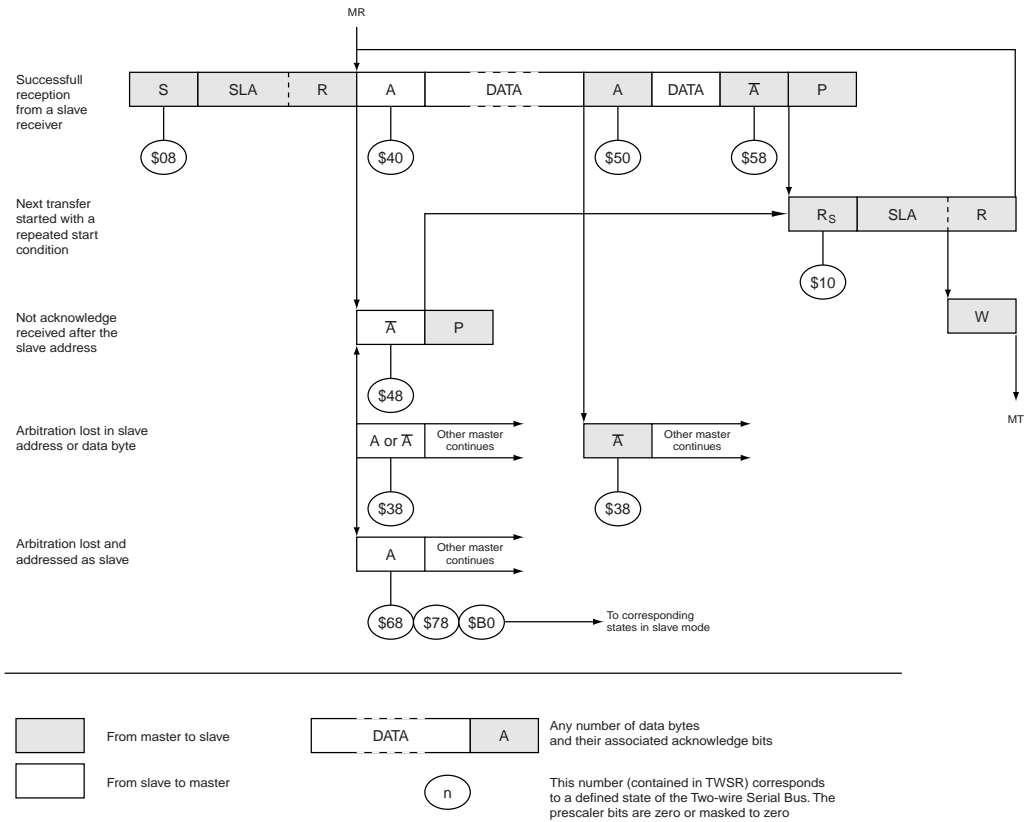 MR
Successfull
reception
from a slave
receiver
S SLA R A DATA A DATA A̅ P
$08 $40 $50 $58
Next transfer
started with a
repeated start
condition
RS SLA R
$10
Not acknowledge
received after the
slave address
A̅ P
W
$48
MT
Arbitration lost in slave
address or data byte
A or A̅
Other master
continues
A̅
Other master
continues
$38 $38
Arbitration lost and
addressed as slave
A
Other master
continues
$68 $78 $B0
To corresponding
states in slave mode
From master to slave
DATA A
Any number of data bytes
and their associated acknowledge bits
From slave to master
n
This number (contained in TWSR) corresponds
to a defined state of the Two-wire Serial Bus. The
prescaler bits are zero or masked to zero